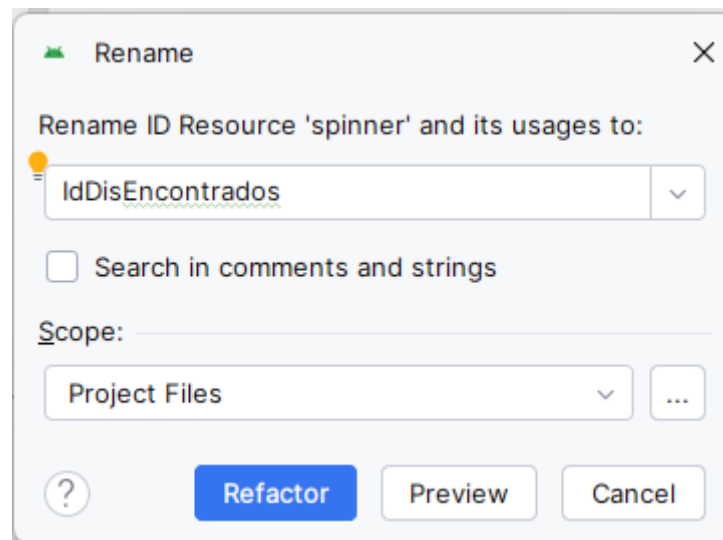 Rename
Rename ID Resource 'spinner' and its usages to:
IdDisEncontrados
Search in comments and strings
Scope:
Project Files
...
?
Refactor
Preview
Cancel